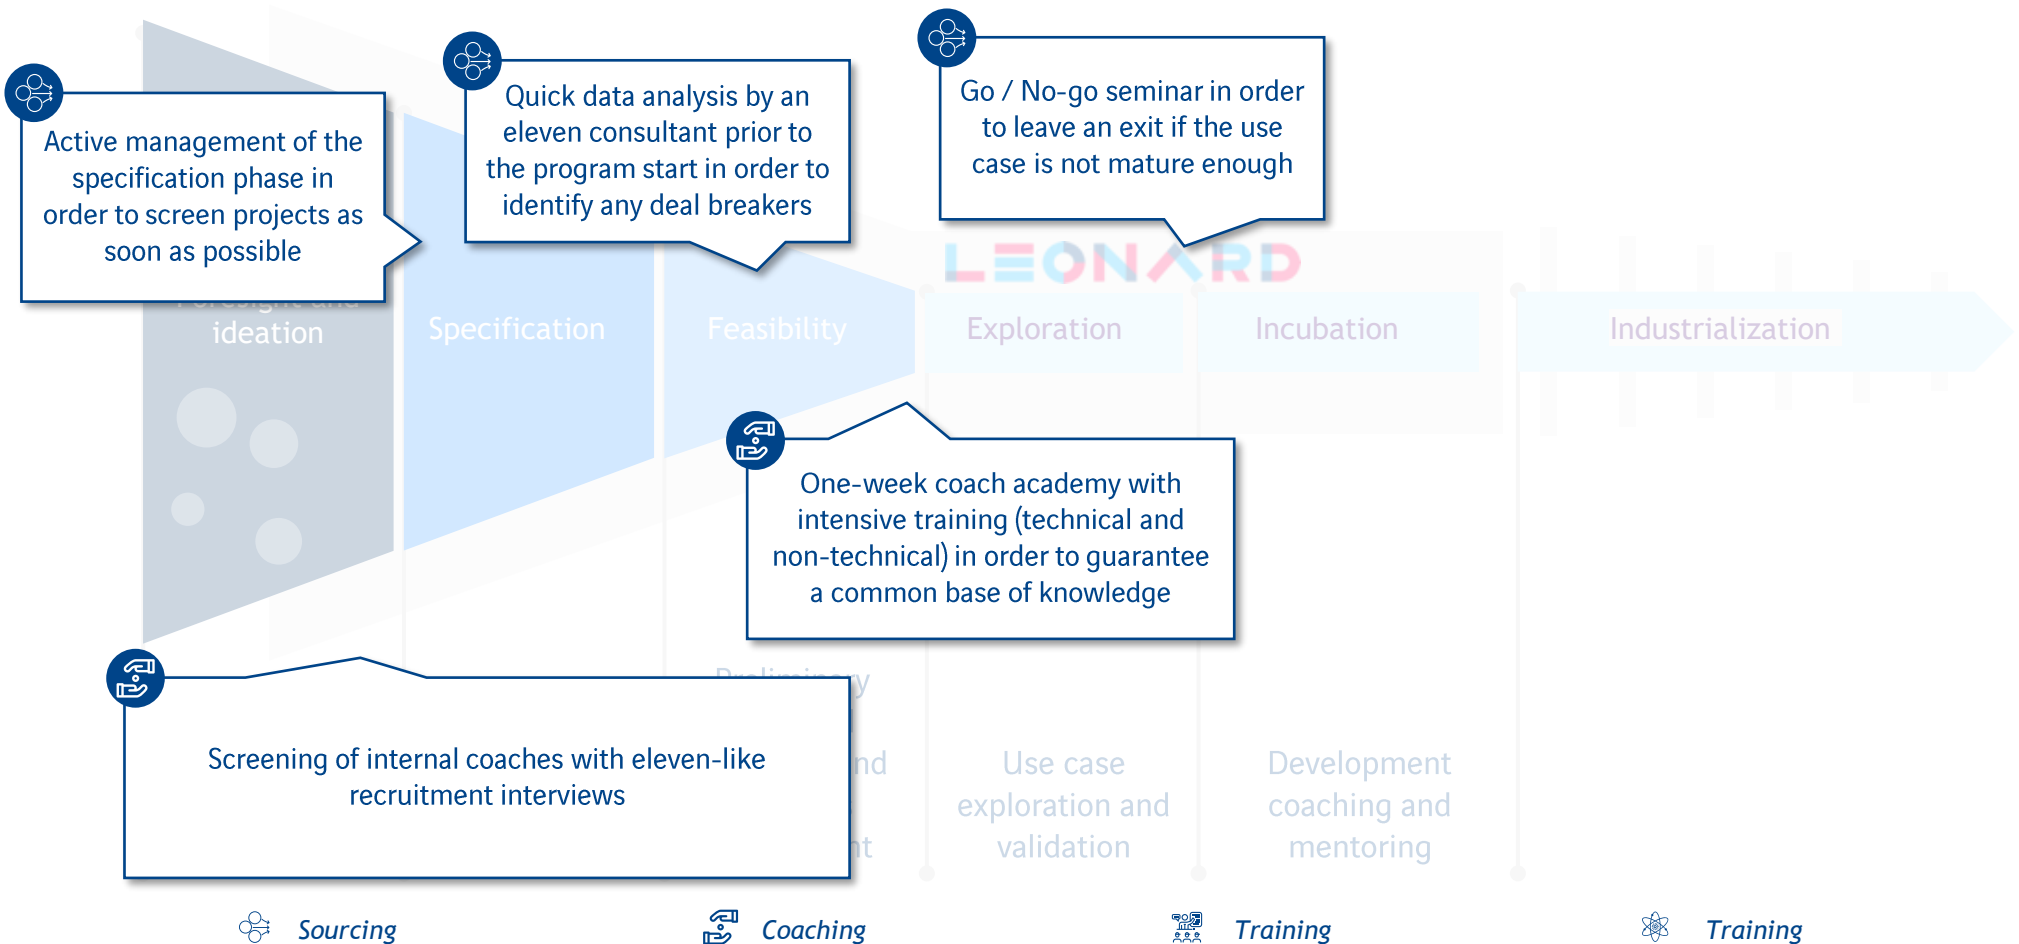 Active management of the
specification phase in
order to screen projects as
soon as possible
Quick data analysis by an
eleven consultant prior to
the program start in order to
identify any deal breakers
Go / No-go seminar in order
to leave an exit if the use
case is not mature enough
LEONARD
Foresight and
ideation
Specification
Feasibility
Exploration
Incubation
Industrialization
One-week coach academy with
intensive training (technical and
non-technical) in order to guarantee
a common base of knowledge
Preliminary
Screening of internal coaches with eleven-like
recruitment interviews
nd
nt
Use case
exploration and
validation
Development
coaching and
mentoring
Sourcing
Coaching
Training
Training